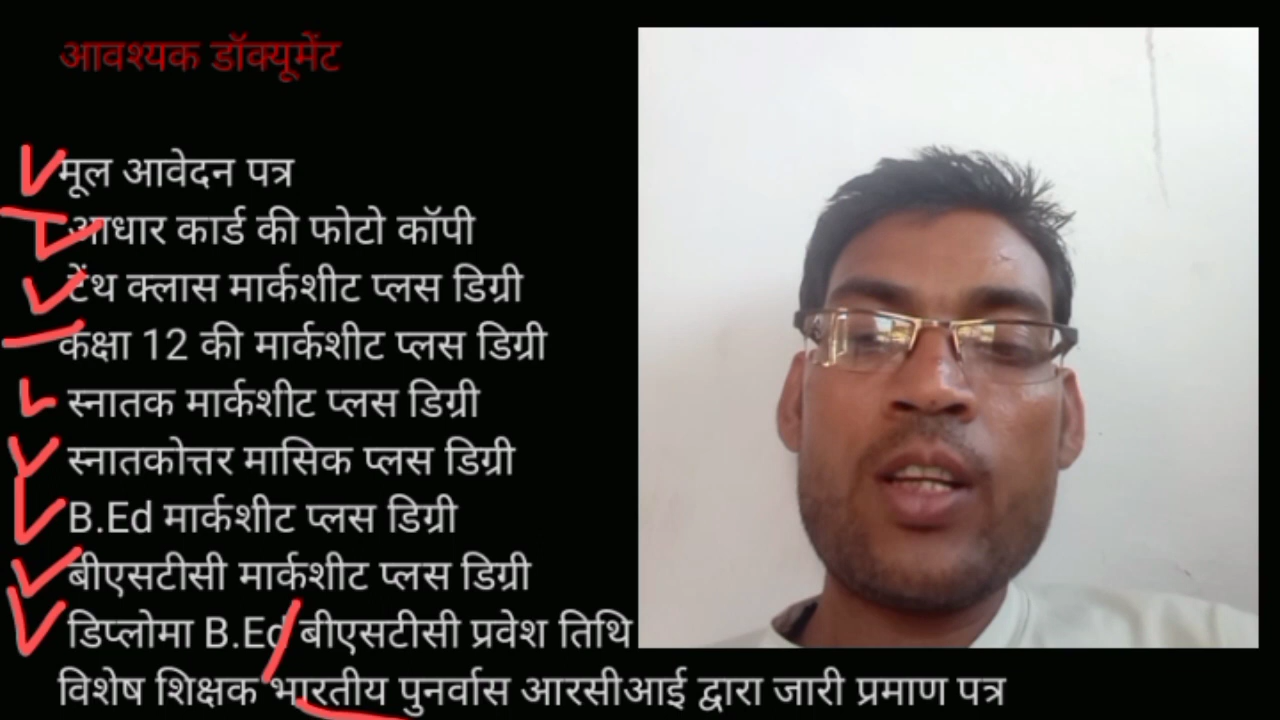 आवश्यक डॉक्यूमेंट
मूल आवेदन पत्र
आधार कार्ड की फोटो कॉपी
टेंथ क्लास मार्कशीट प्लस डिग्री
कक्षा 12 की मार्कशीट प्लस डिग्री
स्नातक मार्कशीट प्लस डिग्री
स्नातकोत्तर मासिक प्लस डिग्री
B.Ed मार्कशीट प्लस डिग्री
बीएसटीसी मार्कशीट प्लस डिग्री
डिप्लोमा B.Ed बीएसटीसी प्रवेश तिथि
विशेष शिक्षक भारतीय पुनर्वास आरसीआई द्वारा जारी प्रमाण पत्र